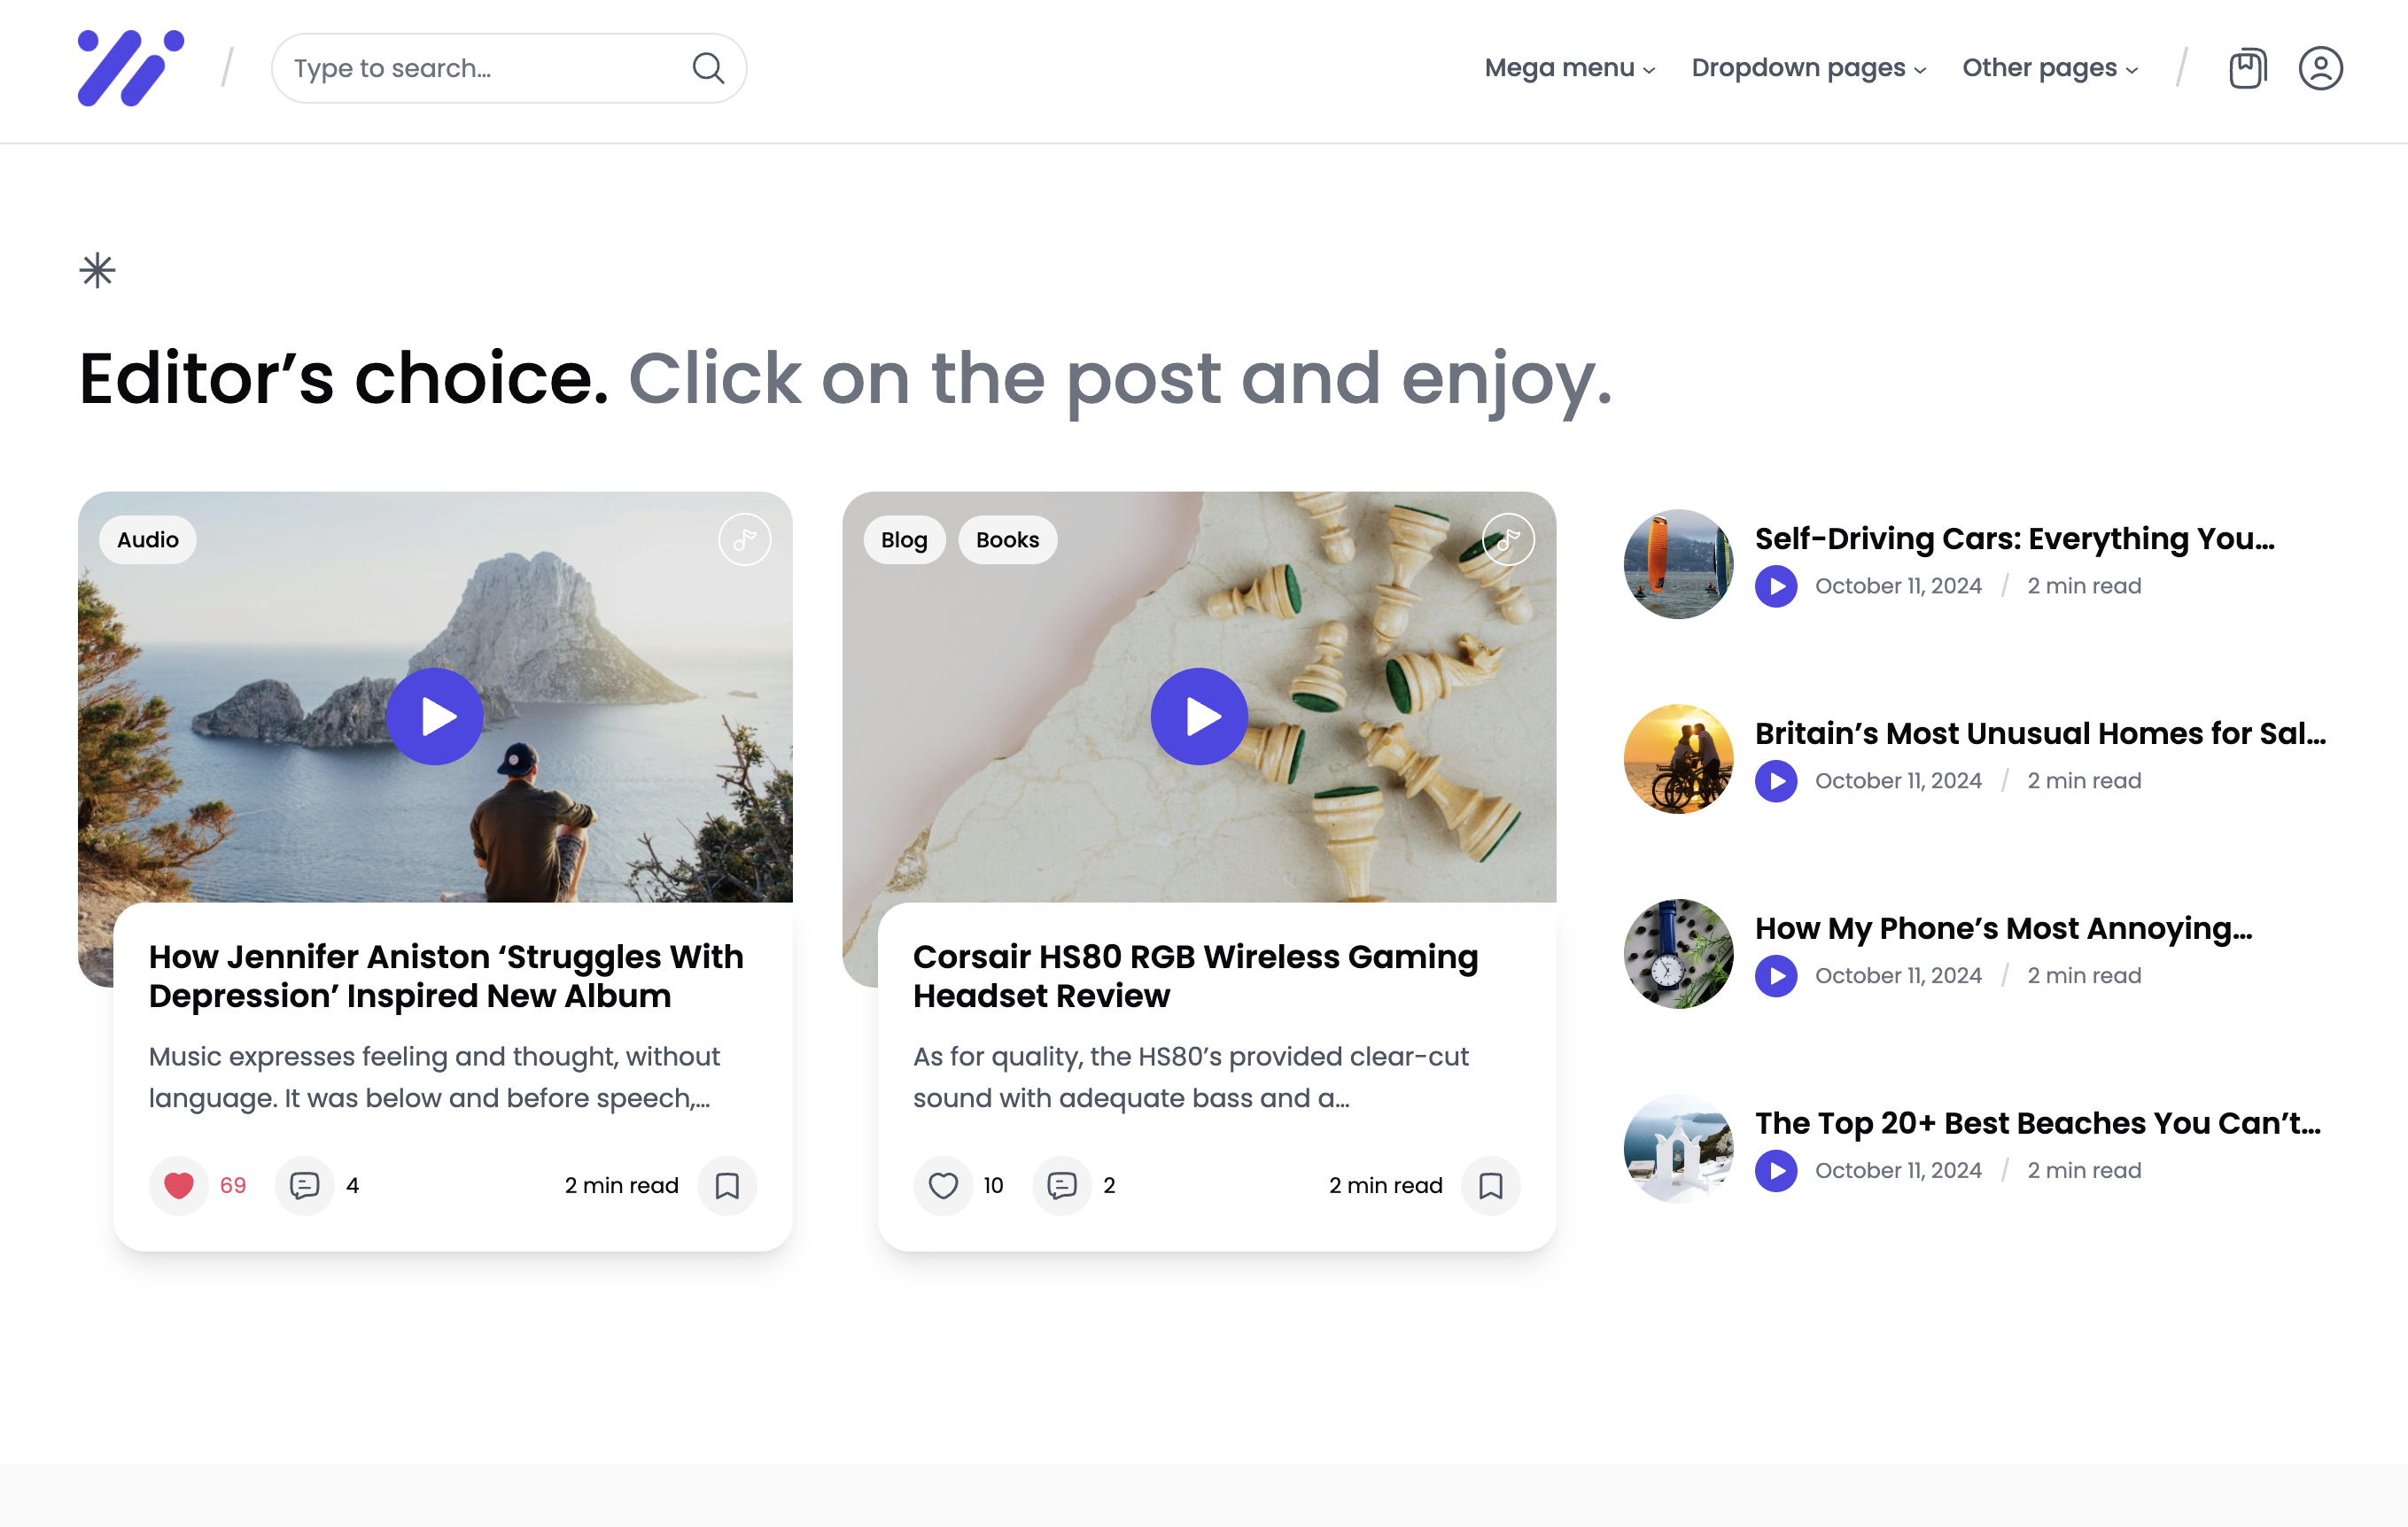 Type to search...
Mega menu
Dropdown pages
Other pages
Editor’s choice. Click on the post and enjoy.
Audio
How Jennifer Aniston ‘Struggles With
Depression’ Inspired New Album
Music expresses feeling and thought, without
language. It was below and before speech,...
69
4
2 min read
Blog
Books
Corsair HS80 RGB Wireless Gaming
Headset Review
As for quality, the HS80’s provided clear-cut
sound with adequate bass and a...
10
2
2 min read
Self-Driving Cars: Everything You...
October 11, 2024 / 2 min read
Britain’s Most Unusual Homes for Sal...
October 11, 2024 / 2 min read
How My Phone’s Most Annoying...
October 11, 2024 / 2 min read
The Top 20+ Best Beaches You Can’t...
October 11, 2024 / 2 min read